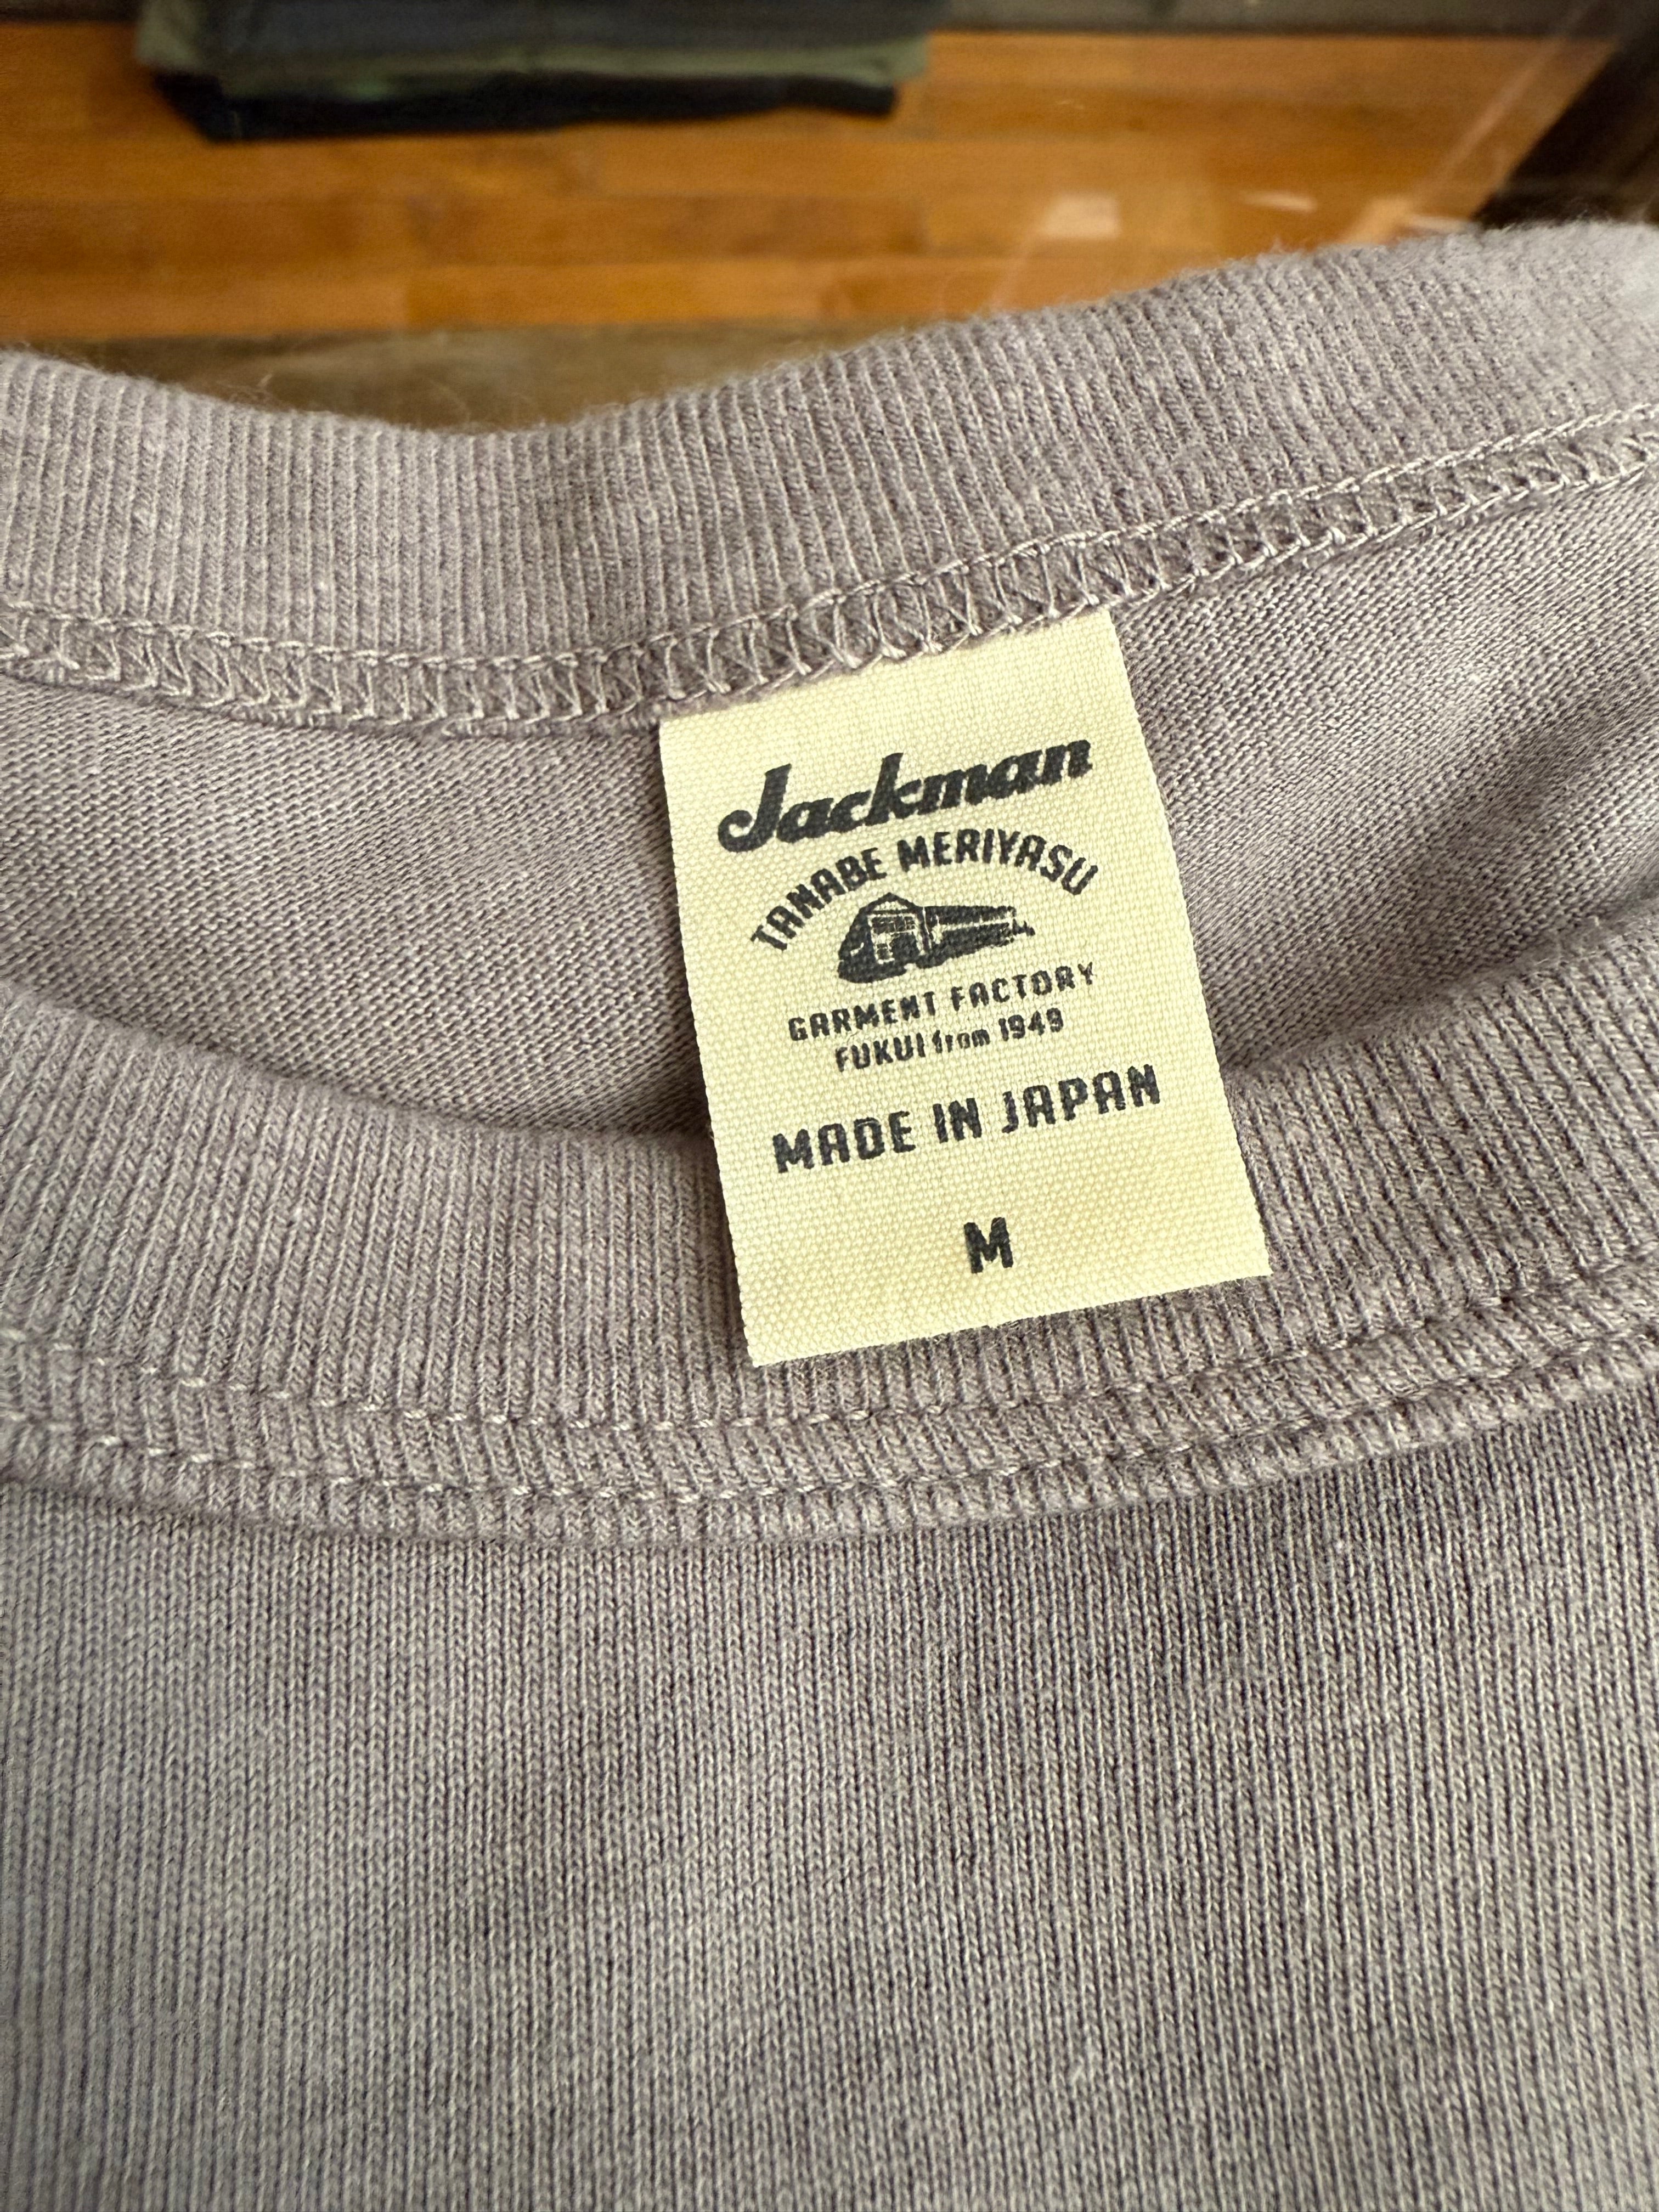 Jackman
TANABE MERIYASU
GARMENT FACTORY
FUKUI from 1949
MADE IN JAPAN
M